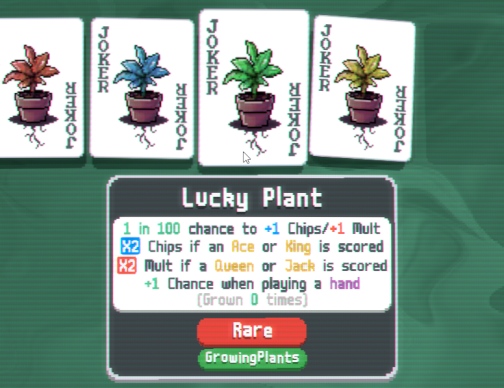 JOKER
JOKER
JOKER
JOKER
JOKER
JOKER
JOKER
Lucky Plant
1 in 100 chance to +1 Chips/+1 Mult
X2 Chips if an Ace or King is scored
X2 Mult if a Queen or Jack is scored
+1 Chance when playing a hand
(Grown 0 times)
Rare
GrowingPlants